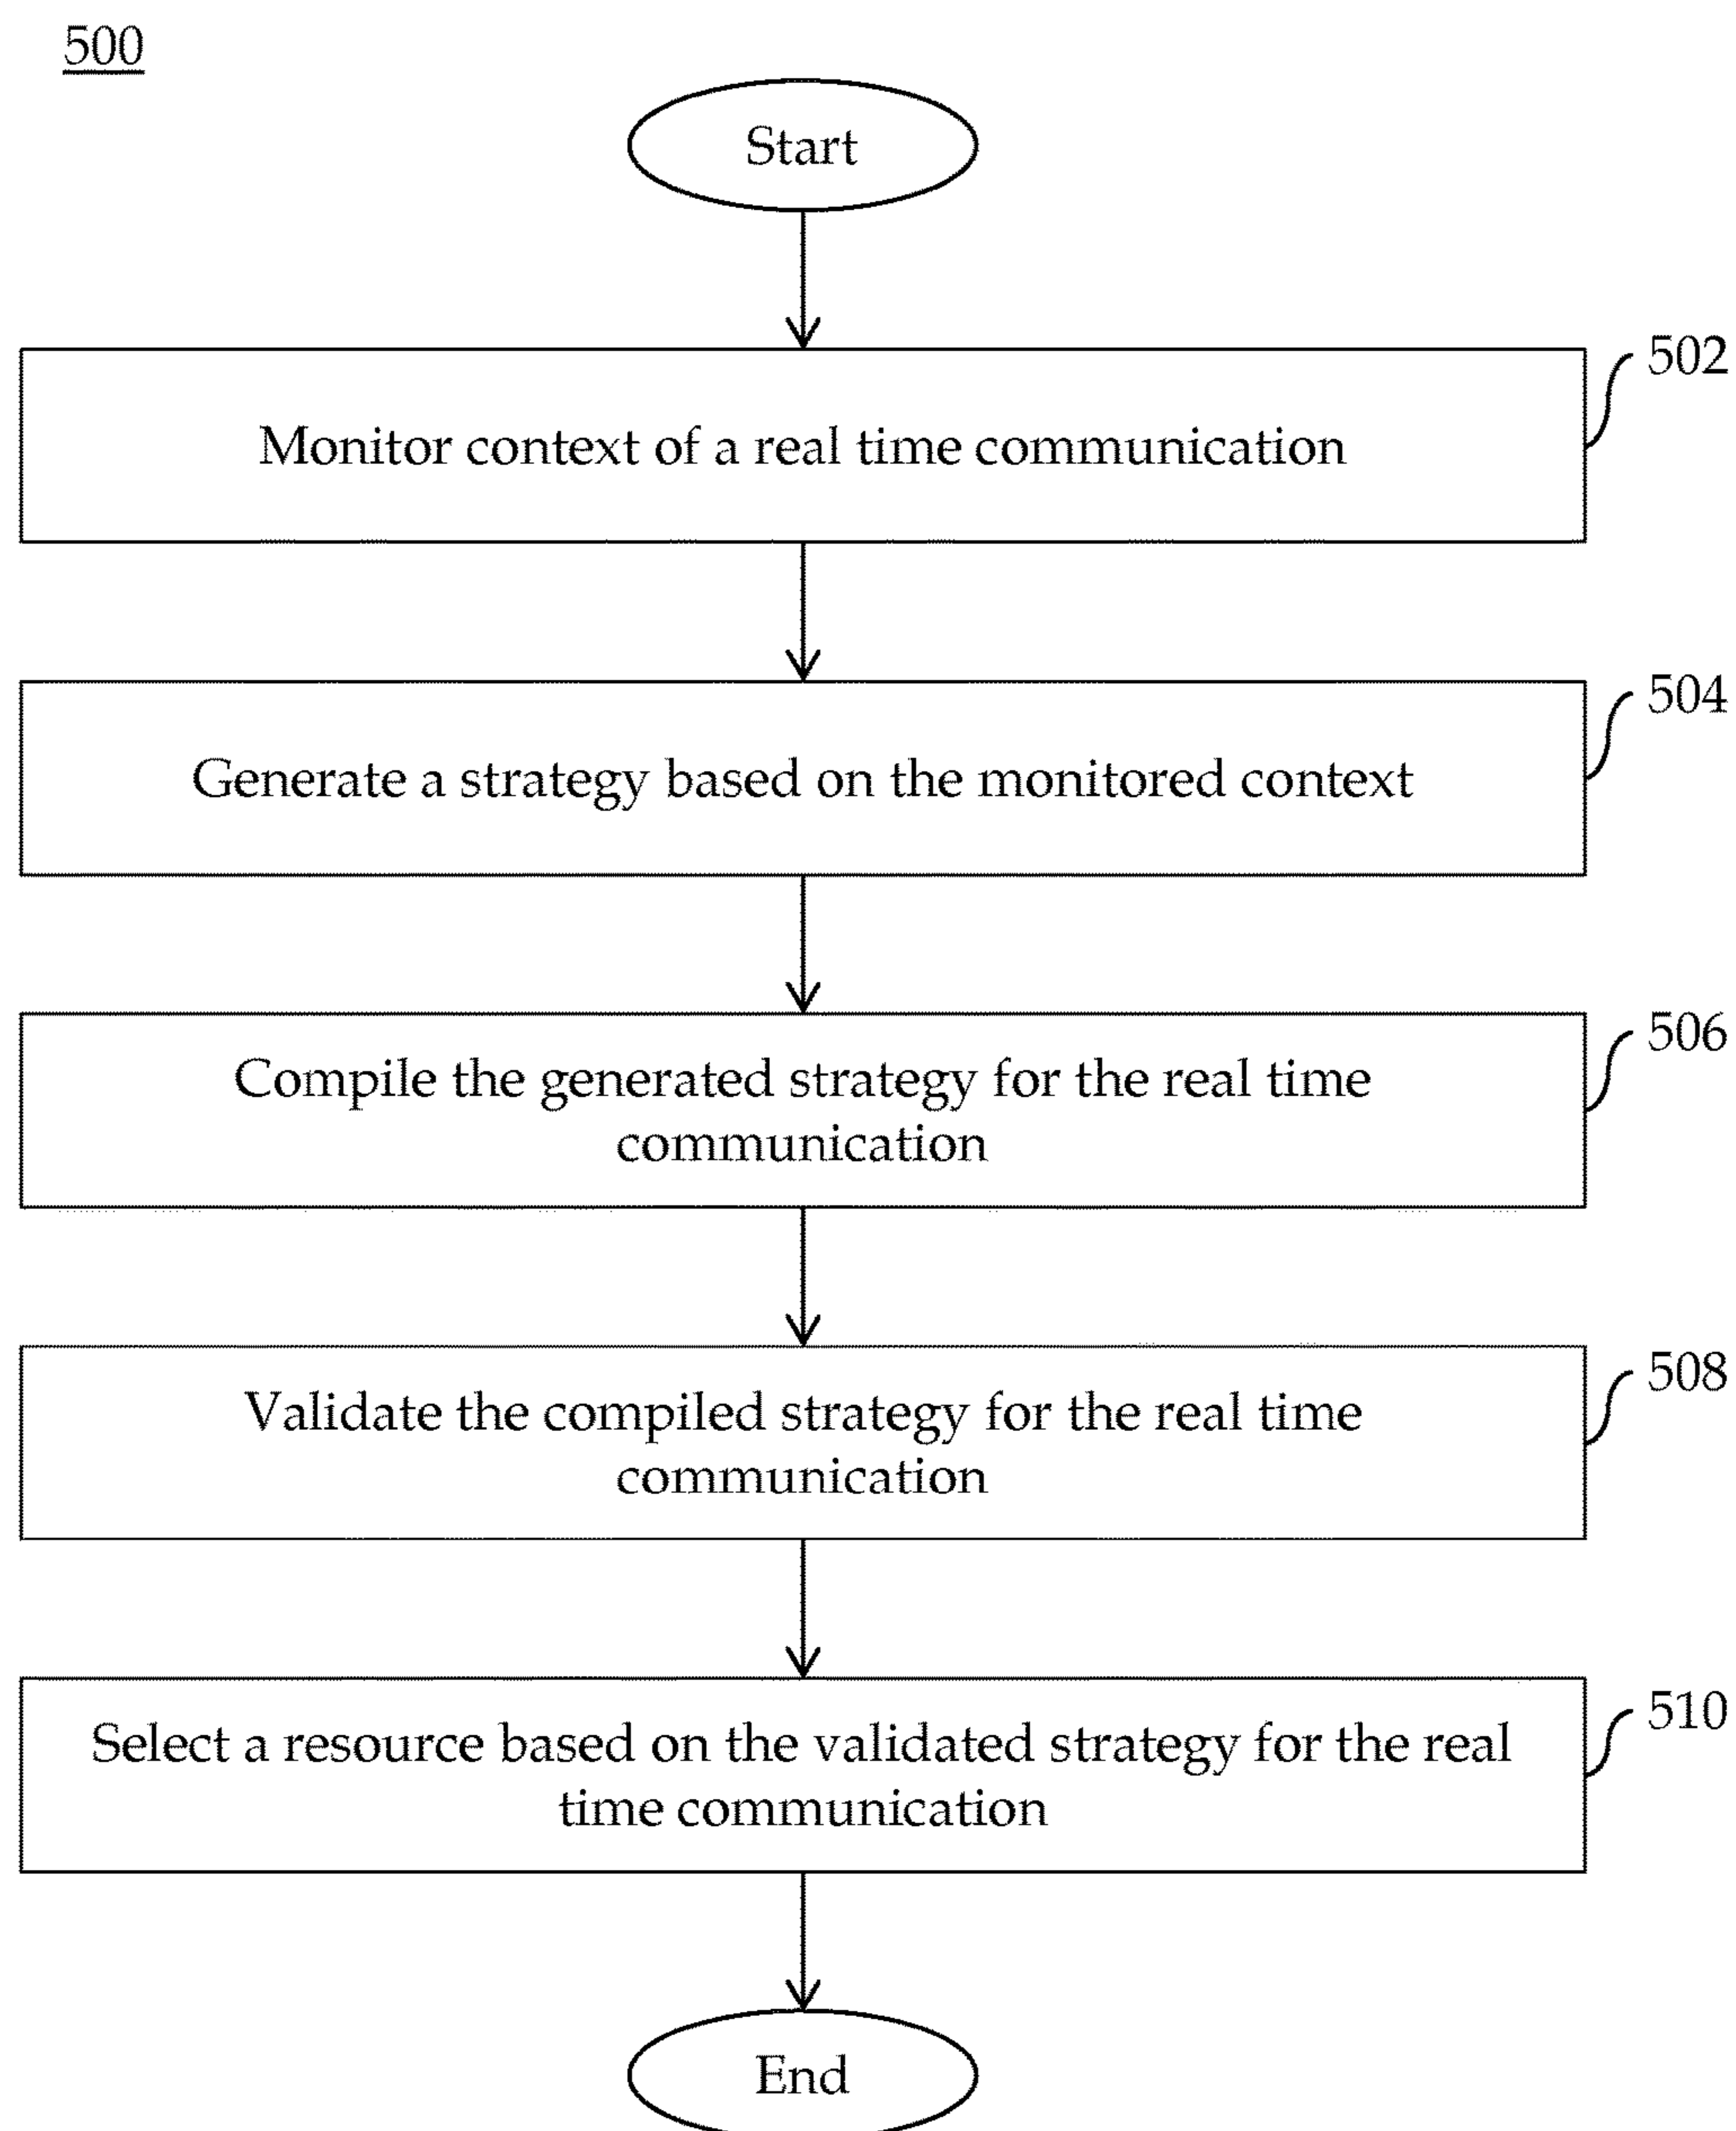 500
Start
502
Monitor context of a real time communication
504
Generate a strategy based on the monitored context
506
Compile the generated strategy for the real time
communication
508
Validate the compiled strategy for the real time
communication
510
Select a resource based on the validated strategy for the real
time communication
End